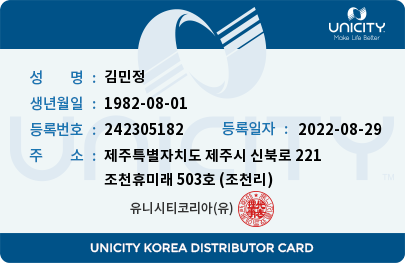 UNICITY
Make Life Better
성 명 : 김민정
생년월일 : 1982-08-01
등록번호 : 242305182 등록일자 : 2022-08-29
주 소 : 제주특별자치도 제주시 신북로 221
조천휴미래 503호 (조천리)
유니시티코리아(유)
UNICITY
UNICITY KOREA DISTRIBUTOR CARD